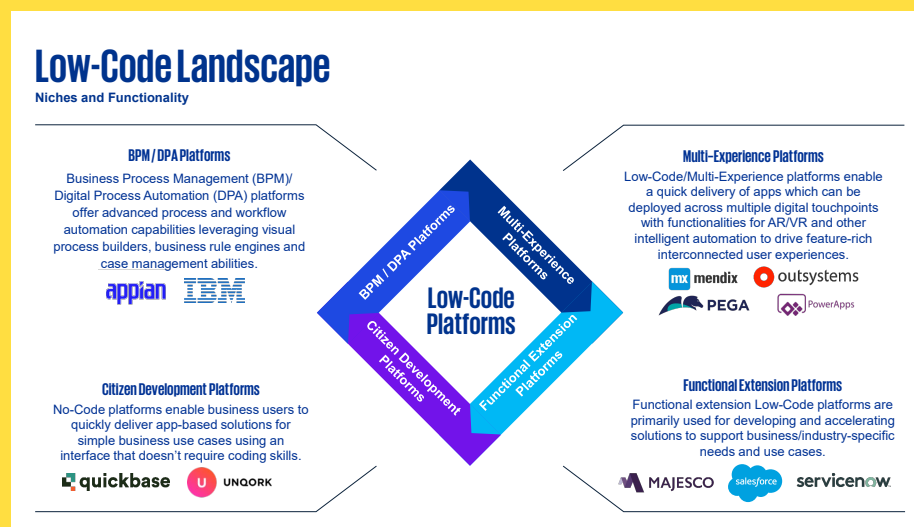 Low-Code Landscape
Niches and Functionality
BPM / DPA Platforms
Business Process Management (BPM)/
Digital Process Automation (DPA) platforms
offer advanced process and workflow
automation capabilities leveraging visual
process builders, business rule engines and
case management abilities.
appian
IBM
Multi-Experience Platforms
Low-Code/Multi-Experience platforms enable
a quick delivery of apps which can be
deployed across multiple digital touchpoints
with functionalities for AR/VR and other
intelligent automation to drive feature-rich
interconnected user experiences.
mx mendix
outsystems
PEGA
PowerApps
BPM / DPA Platforms
Multi-Experience
Platforms
Low-Code
Platforms
Citizen Development
Platforms
Functional Extension
Platforms
Citizen Development Platforms
No-Code platforms enable business users to
quickly deliver app-based solutions for
simple business use cases using an
interface that doesn't require coding skills.
quickbase
U UNQORK
Functional Extension Platforms
Functional extension Low-Code platforms are
primarily used for developing and accelerating
solutions to support business/industry-specific
needs and use cases.
MAJESCO
salesforce
servicenow